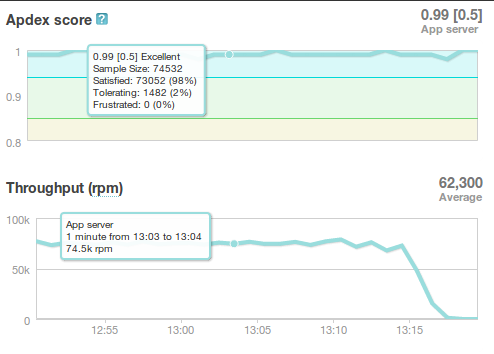 Apdex score ?
0.99 [0.5]
App server
1
0.9
0.8
0.99 [0.5] Excellent
Sample Size: 74532
Satisfied: 73052 (98%)
Tolerating: 1482 (2%)
Frustrated: 0 (0%)
Throughput (rpm)
62,300
Average
100k
50k
0
App server
1 minute from 13:03 to 13:04
74.5k rpm
12:55
13:00
13:05
13:10
13:15